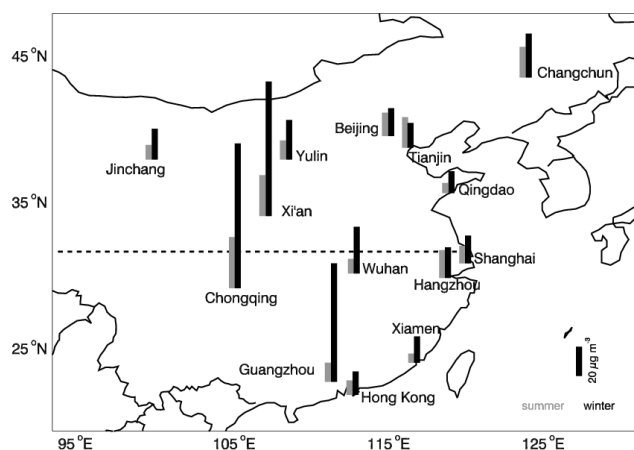 45 °N
Changchun
Beijing
Tianjin
Yulin
Jinchang
Qingdao
35 °N
Xi'an
Shanghai
Wuhan
Hangzhou
Chongqing
Xiamen
25 °N
Guangzhou
Hong Kong
20 µg m⁻³
summer winter
95 °E 105 °E 115 °E 125 °E